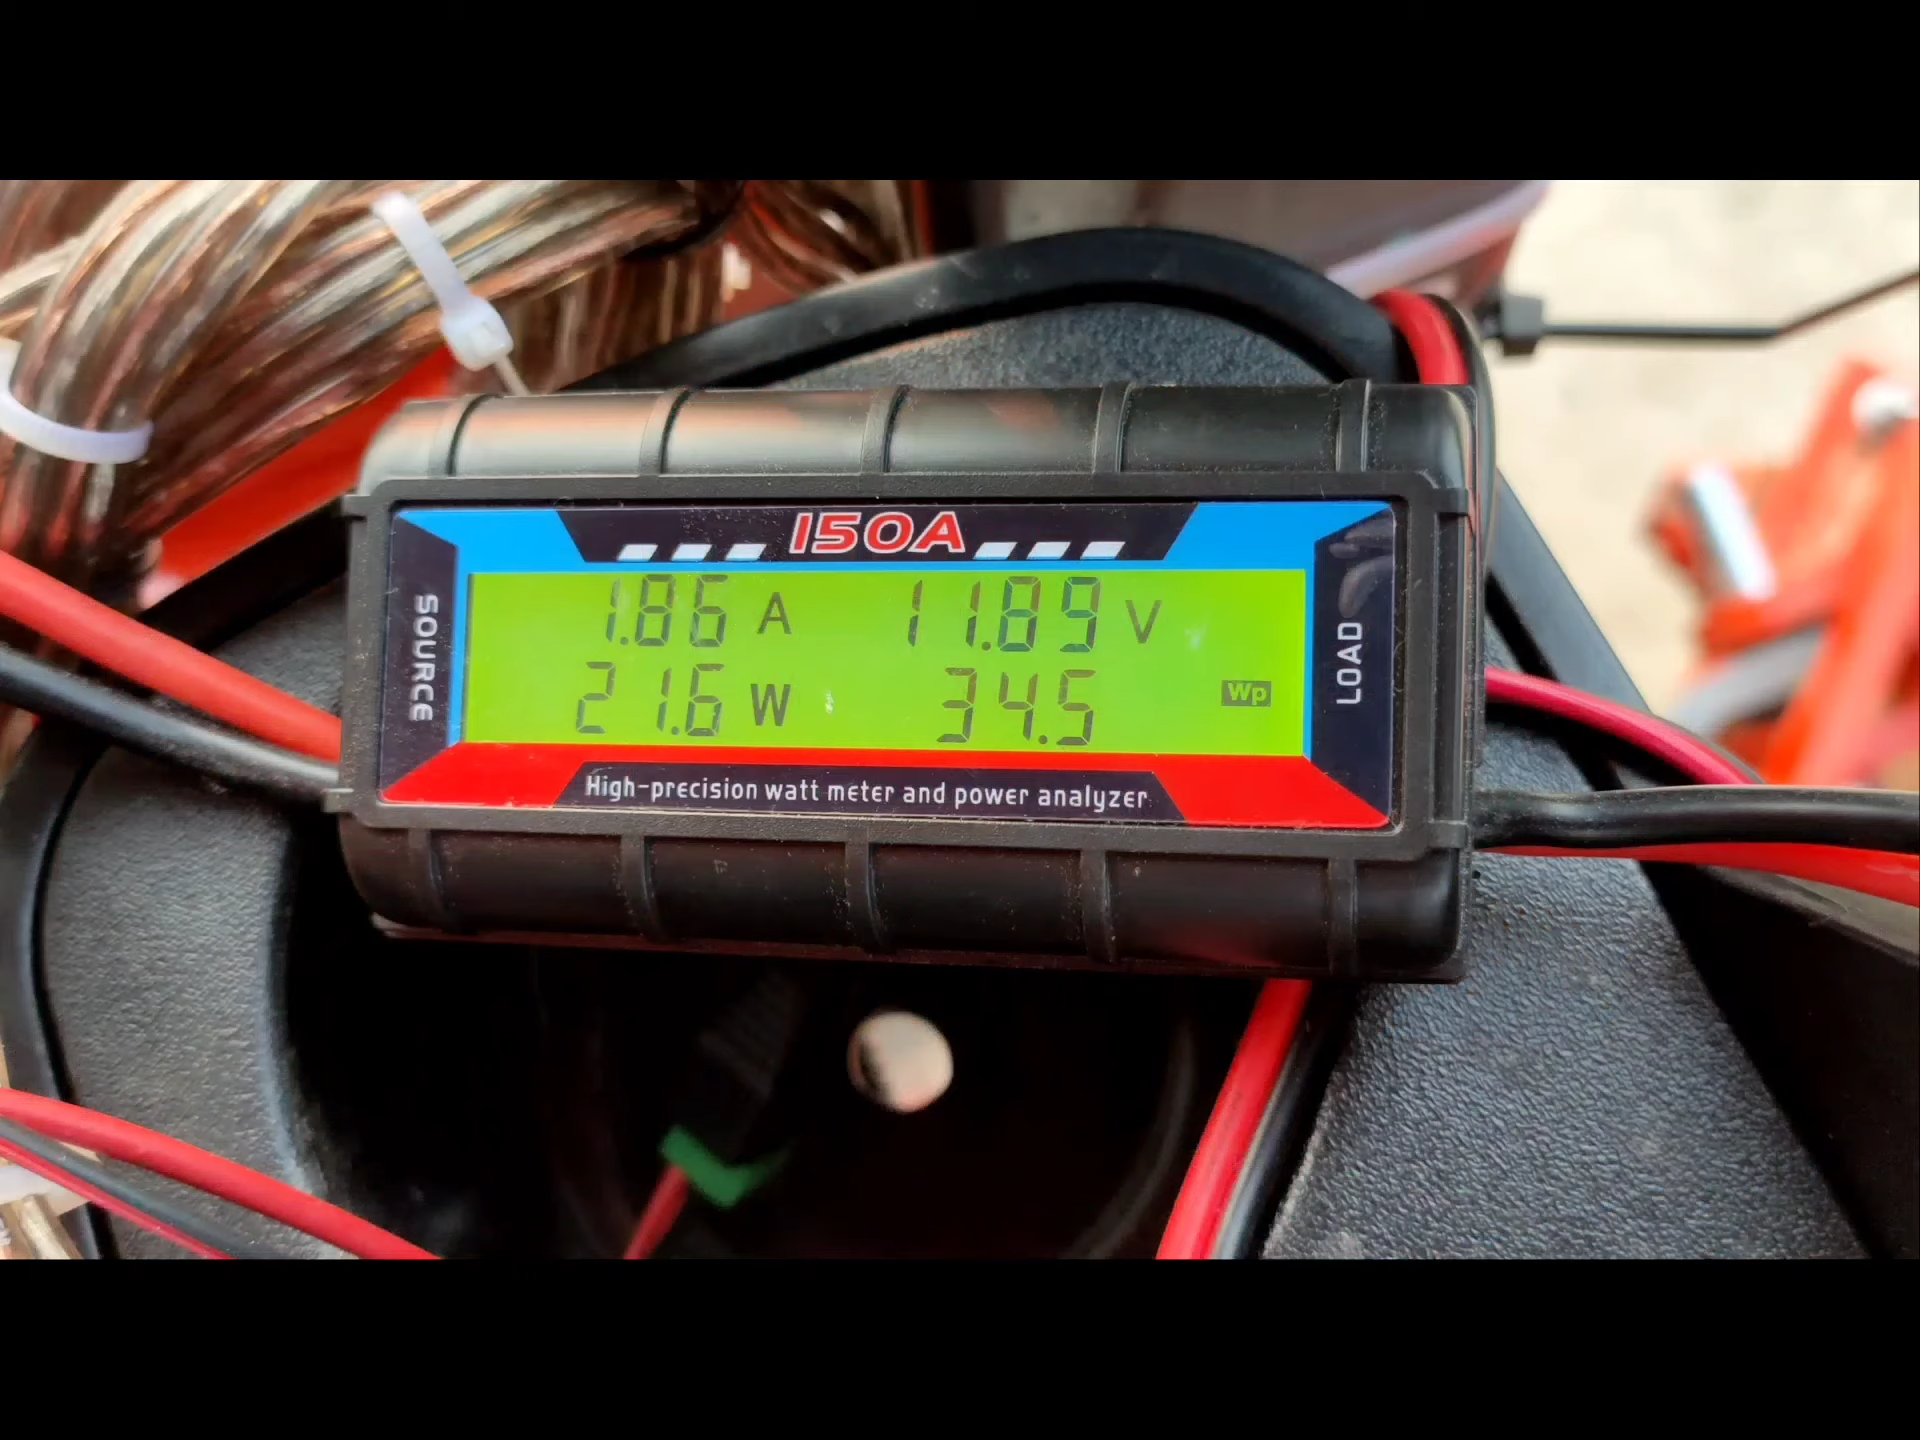 150A
SOURCE
1.86 A 11.89 V
21.6 W 34.5 Wp
LOAD
High-precision watt meter and power analyzer